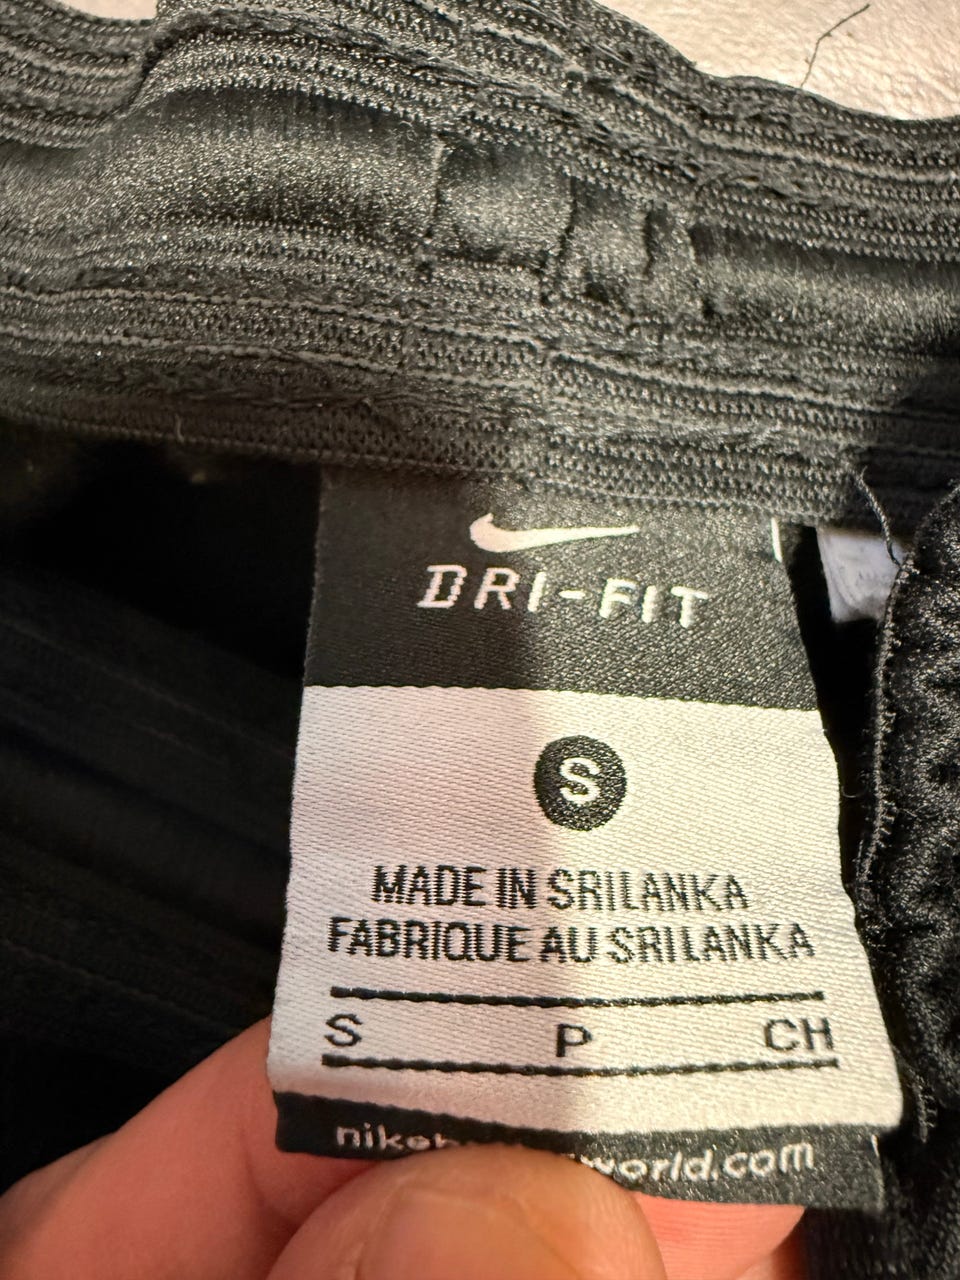 DRI-FIT
S
MADE IN SRI LANKA
FABRIQUE AU SRI LANKA
S P CH